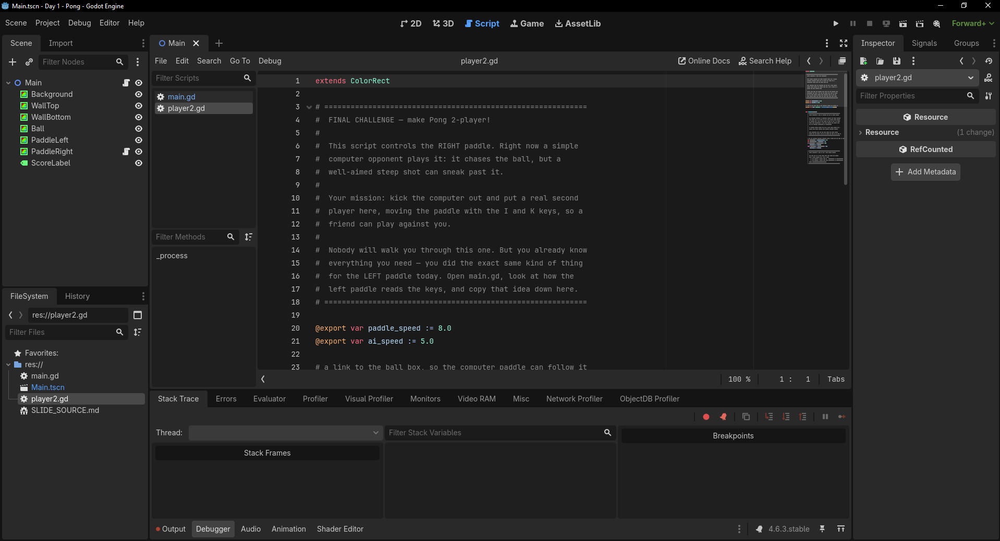 Main.tscn - Day 1 - Pong - Godot Engine
Scene Project Debug Editor Help
2D 3D Script Game AssetLib
Forward+
Scene Import
Filter Nodes
Main
Background
WallTop
WallBottom
Ball
PaddleLeft
PaddleRight
ScoreLabel
FileSystem History
res://player2.gd
Filter Files
Favorites:
res://
main.gd
Main.tscn
player2.gd
SLIDE_SOURCE.md
Main
File Edit Search Go To Debug
player2.gd
Online Docs Search Help
Filter Scripts
main.gd
player2.gd
Filter Methods
_process
1 extends ColorRect
2
3 # ============================================================
4 #  FINAL CHALLENGE — make Pong 2-player!
5 #
6 #  This script controls the RIGHT paddle. Right now a simple
7 #  computer opponent plays it: it chases the ball, but a
8 #  well-aimed steep shot can sneak past it.
9 #
10 #  Your mission: kick the computer out and put a real second
11 #  player here, moving the paddle with the I and K keys, so a
12 #  friend can play against you.
13 #
14 #  Nobody will walk you through this one. But you already know
15 #  everything you need — you did the exact same kind of thing
16 #  for the LEFT paddle today. Open main.gd, look at how the
17 #  left paddle reads the keys, and copy that idea down here.
18 # ============================================================
19
20 @export var paddle_speed := 8.0
21 @export var ai_speed := 5.0
22
23 # a link to the ball box, so the computer paddle can follow it
100 % 1 : 1 Tabs
Stack Trace Errors Evaluator Profiler Visual Profiler Monitors Video RAM Misc Network Profiler ObjectDB Profiler
Thread:
Filter Stack Variables
Breakpoints
Stack Frames
Output Debugger Audio Animation Shader Editor
4.6.3.stable
Inspector Signals Groups
player2.gd
Filter Properties
Resource
Resource (1 change)
RefCounted
Add Metadata